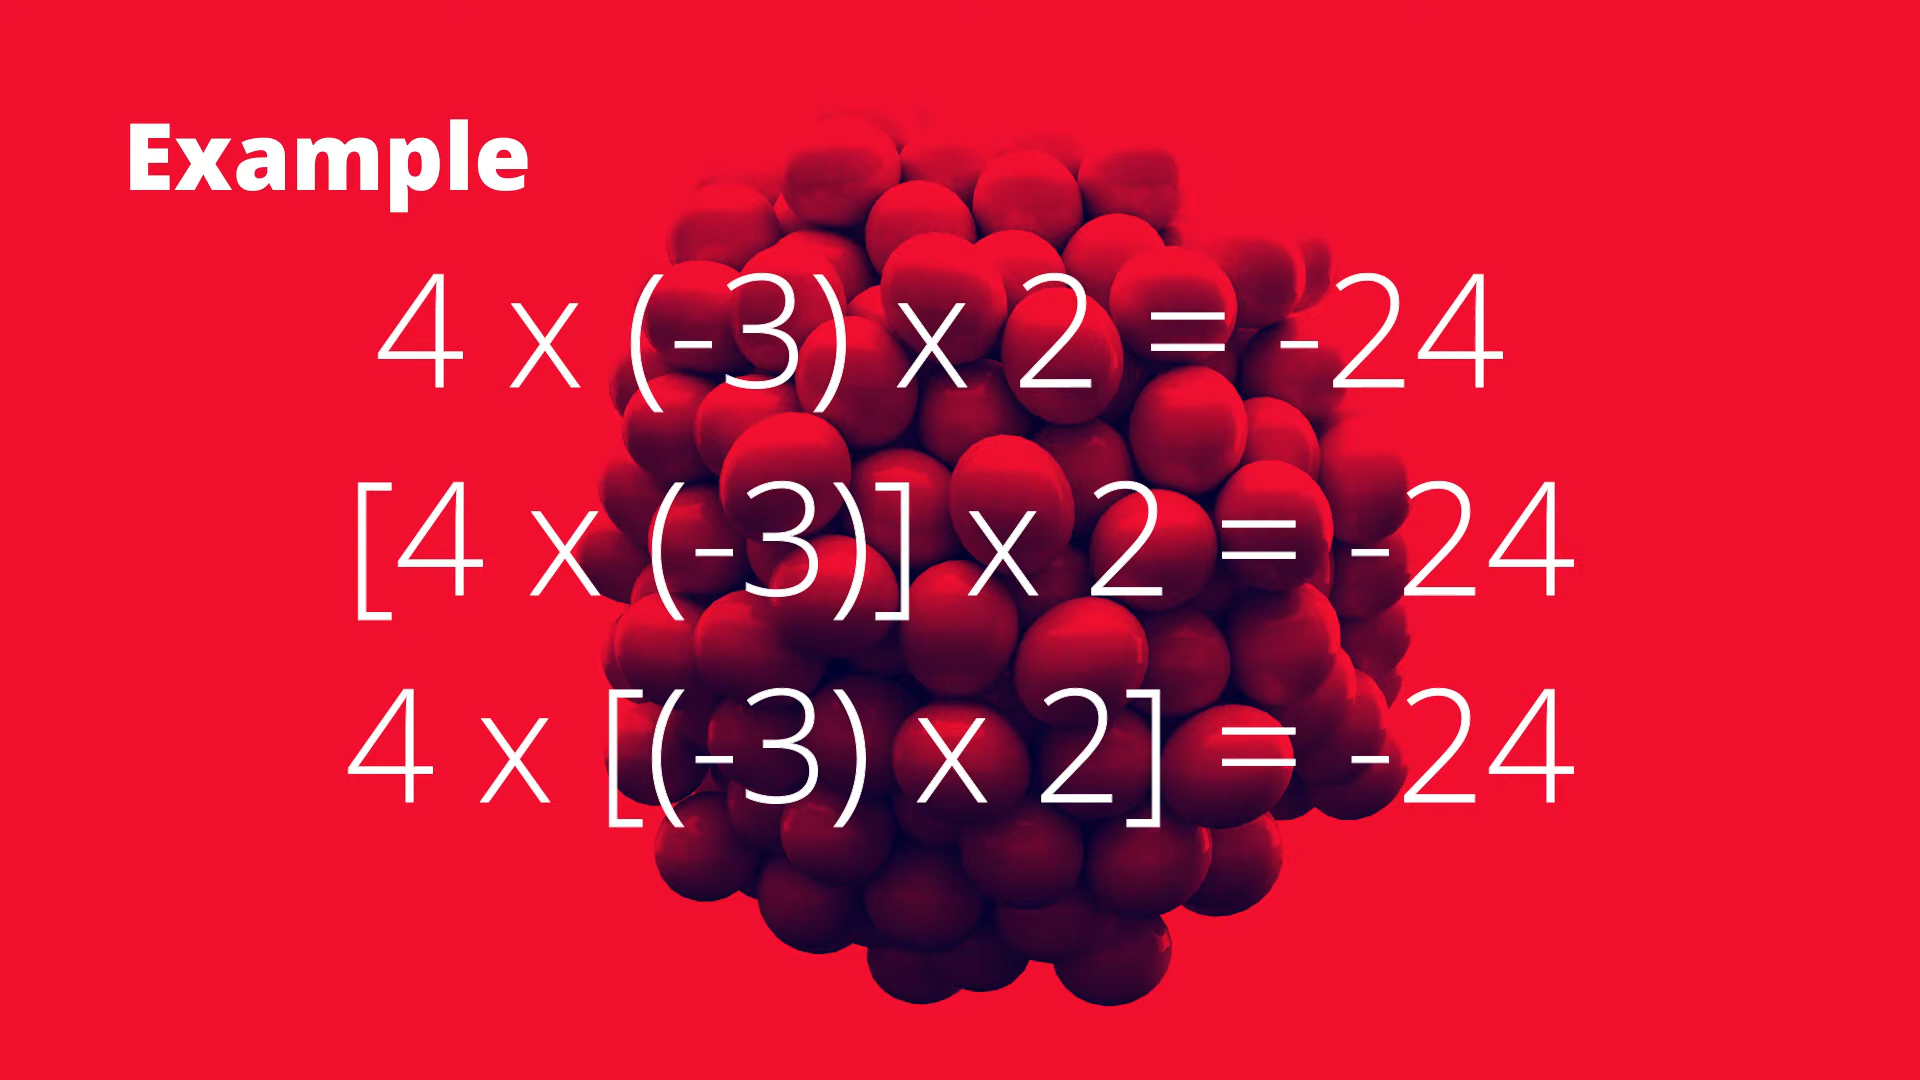 Example
4 x (-3) x 2 = -24
[4 x (-3)] x 2 = -24
4 x [(-3) x 2] = -24